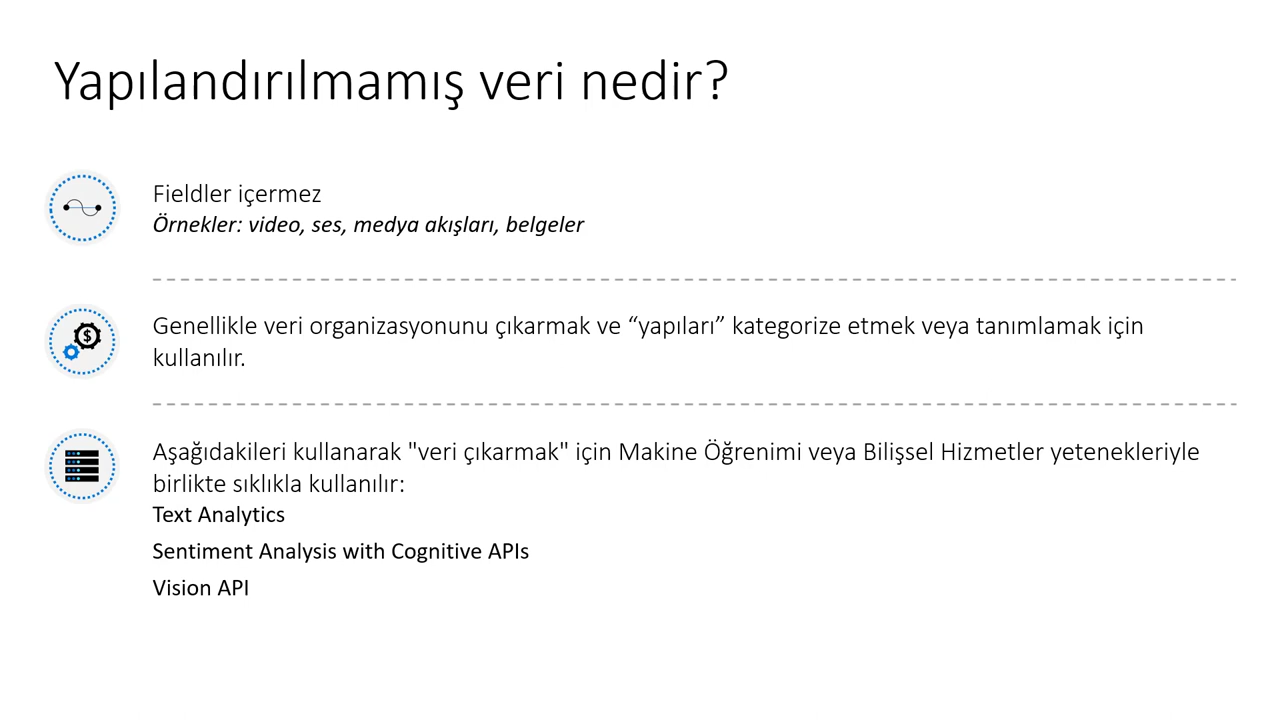 Yapılandırılmamış veri nedir?
Fieldler içermez
Örnekler: video, ses, medya akışları, belgeler
Genellikle veri organizasyonunu çıkarmak ve “yapıları” kategorize etmek veya tanımlamak için
kullanılır.
Aşağıdakileri kullanarak "veri çıkarmak" için Makine Öğrenimi veya Bilişsel Hizmetler yetenekleriyle
birlikte sıklıkla kullanılır:
Text Analytics
Sentiment Analysis with Cognitive APIs
Vision API